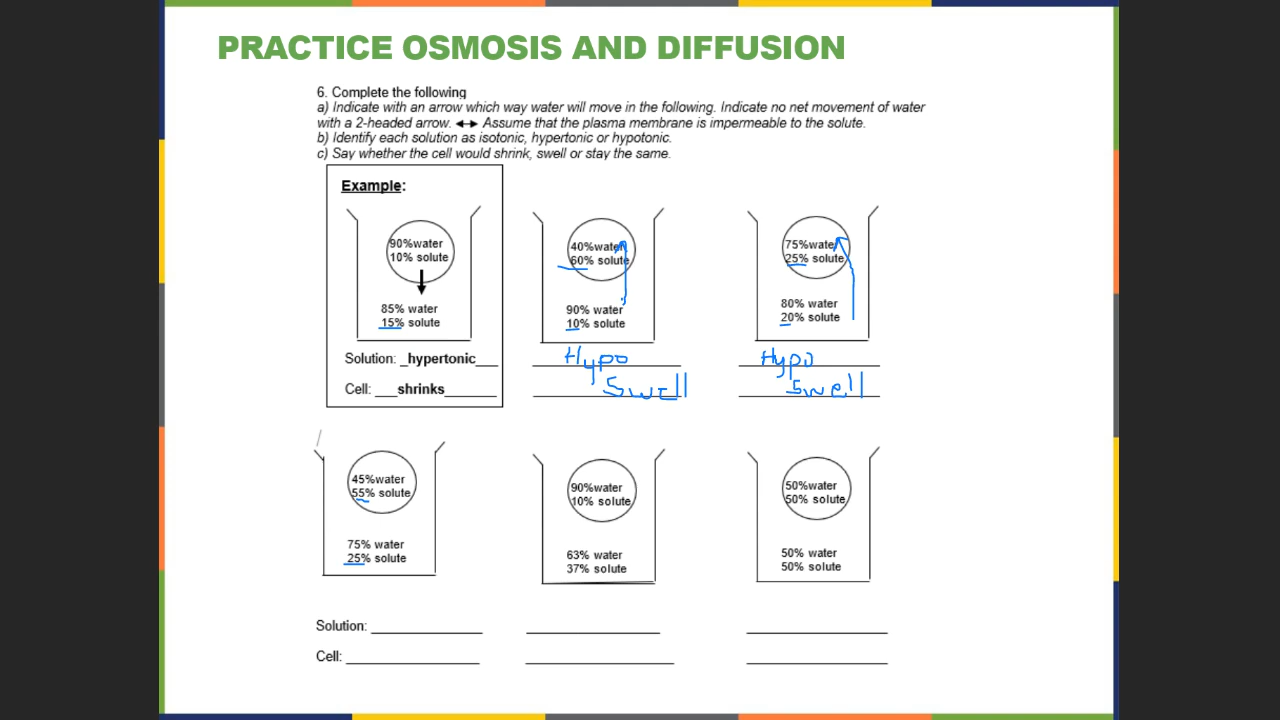 PRACTICE OSMOSIS AND DIFFUSION
6. Complete the following
a) Indicate with an arrow which way water will move in the following. Indicate no net movement of water
with a 2-headed arrow. ↔ Assume that the plasma membrane is impermeable to the solute.
b) Identify each solution as isotonic, hypertonic or hypotonic.
c) Say whether the cell would shrink, swell or stay the same.
Example:
90%water
10% solute
85% water
15% solute
Solution: _hypertonic___
Cell: ___shrinks_______
40%water
60% solute
90% water
10% solute
Hypo
Swell
75%water
25% solute
80% water
20% solute
Hypo
Swell
45%water
55% solute
75% water
25% solute
90%water
10% solute
63% water
37% solute
50%water
50% solute
50% water
50% solute
Solution:
Cell: